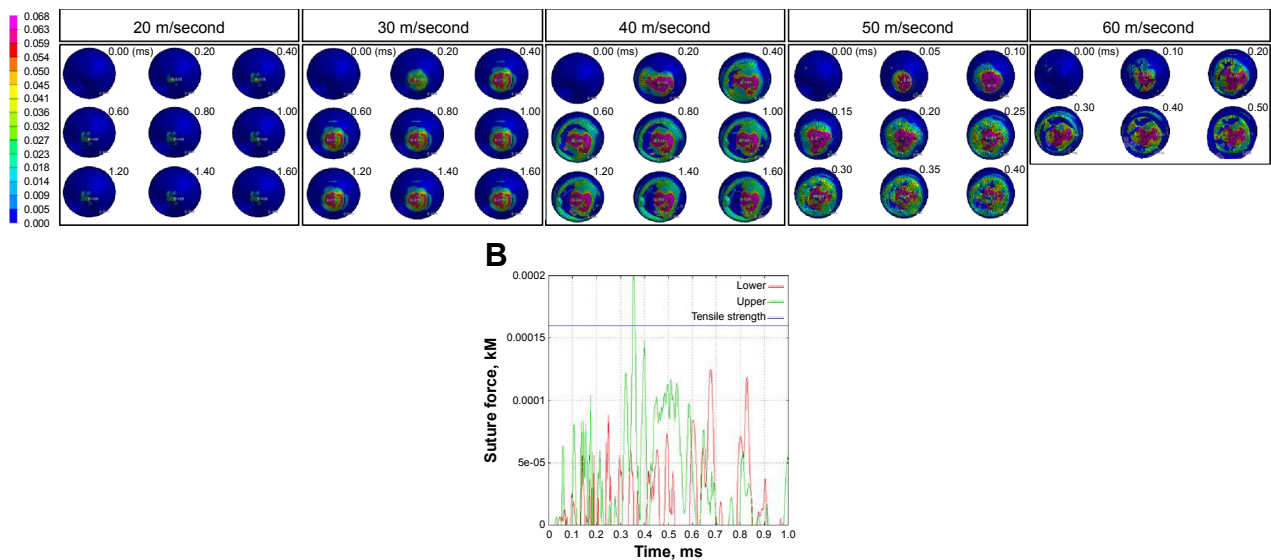 20 m/second
30 m/second
40 m/second
50 m/second
60 m/second
0.068
0.063
0.059
0.054
0.050
0.045
0.041
0.036
0.032
0.027
0.023
0.018
0.014
0.009
0.005
0.000
0.00 (ms) 0.20 0.40
0.60 0.80 1.00
1.20 1.40 1.60
0.00 (ms) 0.20 0.40
0.60 0.80 1.00
1.20 1.40 1.60
0.00 (ms) 0.20 0.40
0.60 0.80 1.00
1.20 1.40 1.60
0.00 (ms) 0.05 0.10
0.15 0.20 0.25
0.30 0.35 0.40
0.00 (ms) 0.10 0.20
0.30 0.40 0.50
B
Lower
Upper
Tensile strength
Suture force, kM
0.0002
0.00015
0.0001
5e-05
0
0 0.1 0.2 0.3 0.4 0.5 0.6 0.7 0.8 0.9 1.0
Time, ms